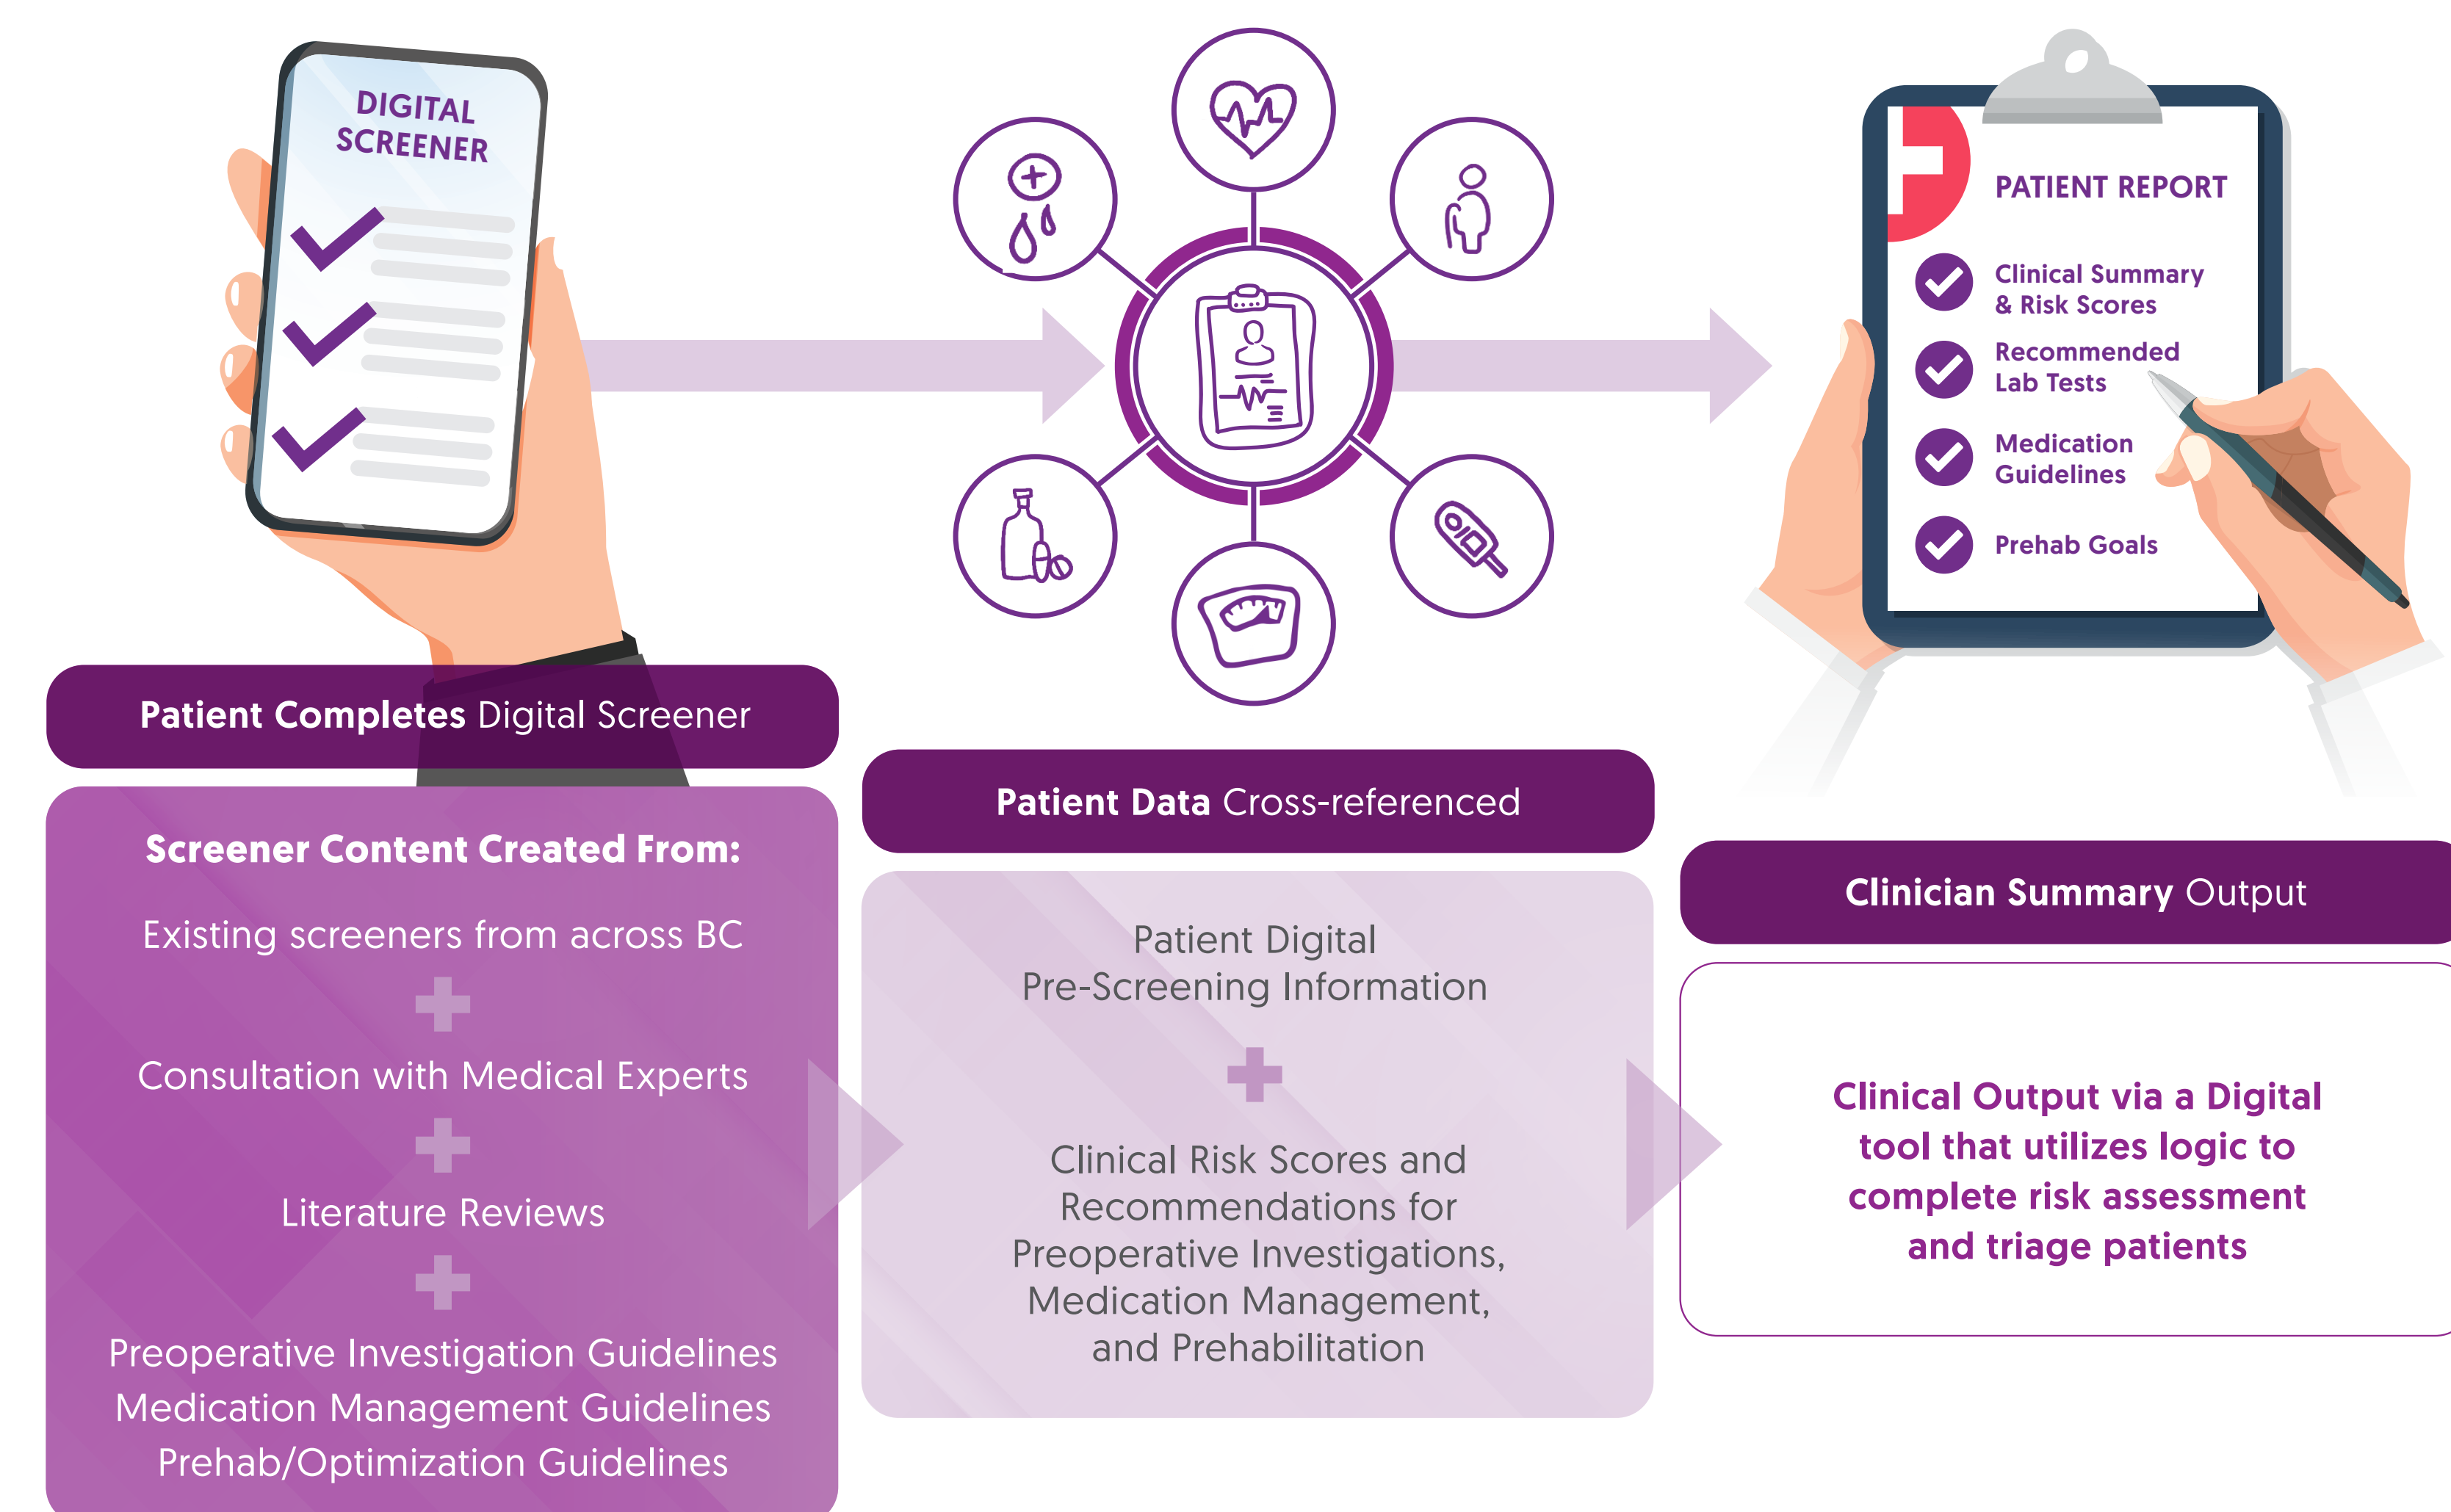 DIGITAL
SCREENER
PATIENT REPORT
Clinical Summary
& Risk Scores
Recommended
Lab Tests
Medication
Guidelines
Prehab Goals
Patient Completes Digital Screener
Screener Content Created From:
Existing screeners from across BC
Consultation with Medical Experts
Literature Reviews
Preoperative Investigation Guidelines
Medication Management Guidelines
Prehab/Optimization Guidelines
Patient Data Cross-referenced
Patient Digital
Pre-Screening Information
Clinical Risk Scores and
Recommendations for
Preoperative Investigations,
Medication Management,
and Prehabilitation
Clinician Summary Output
Clinical Output via a Digital
tool that utilizes logic to
complete risk assessment
and triage patients